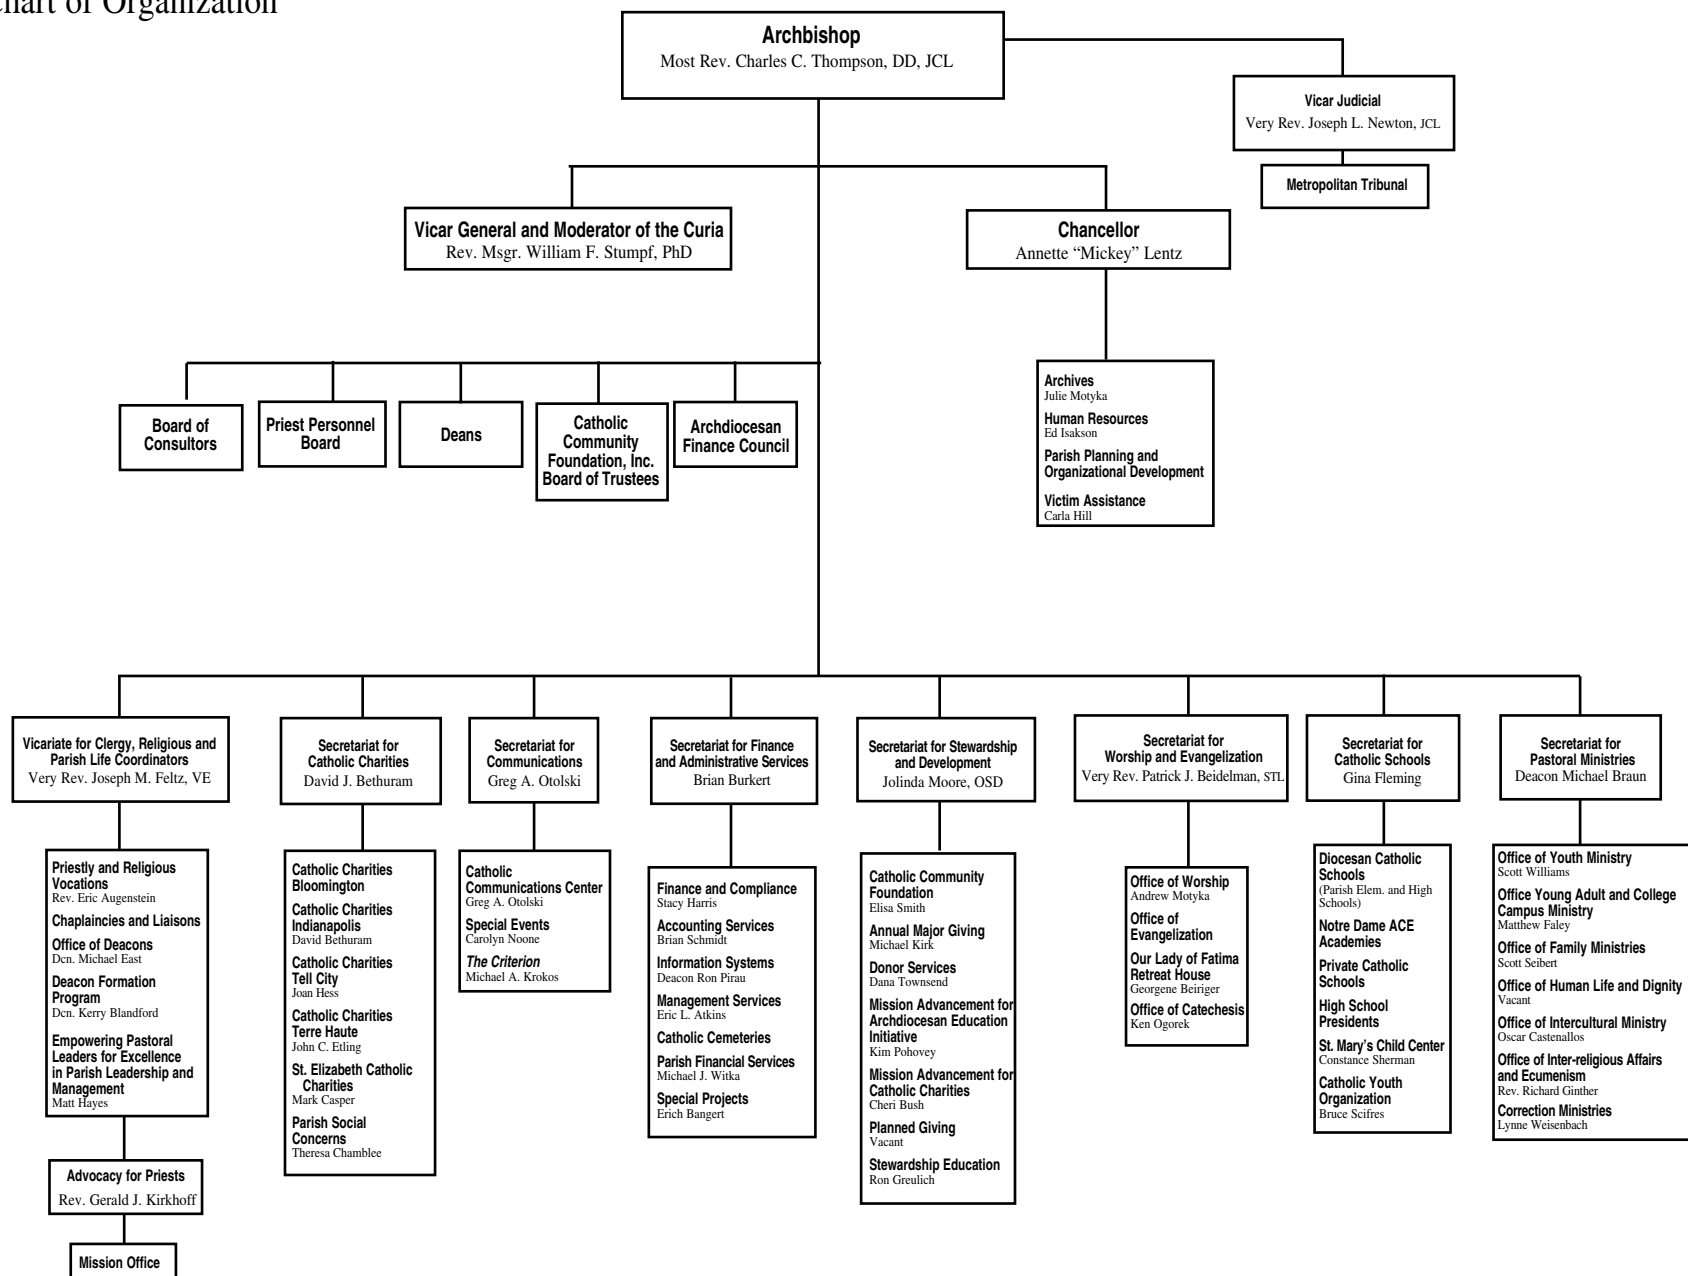 Chart of Organization
Archbishop
Most Rev. Charles C. Thompson, DD, JCL
Vicar Judicial
Very Rev. Joseph L. Newton, JCL
Metropolitan Tribunal
Vicar General and Moderator of the Curia
Rev. Msgr. William F. Stumpf, PhD
Chancellor
Annette “Mickey” Lentz
Archives
Julie Motyka
Human Resources
Ed Isakson
Parish Planning and
Organizational Development
Victim Assistance
Carla Hill
Board of
Consultors
Priest Personnel
Board
Deans
Catholic
Community
Foundation, Inc.
Board of Trustees
Archdiocesan
Finance Council
Vicariate for Clergy, Religious and
Parish Life Coordinators
Very Rev. Joseph M. Feltz, VE
Priestly and Religious
Vocations
Rev. Eric Augenstein
Chaplaincies and Liaisons
Office of Deacons
Dcn. Michael East
Deacon Formation
Program
Dcn. Kerry Blandford
Empowering Pastoral
Leaders for Excellence
in Parish Leadership and
Management
Matt Hayes
Advocacy for Priests
Rev. Gerald J. Kirkhoff
Mission Office
Secretariat for
Catholic Charities
David J. Bethuram
Catholic Charities
Bloomington
Catholic Charities
Indianapolis
David Bethuram
Catholic Charities
Tell City
Joan Hess
Catholic Charities
Terre Haute
John C. Etling
St. Elizabeth Catholic
Charities
Mark Casper
Parish Social
Concerns
Theresa Chamblee
Secretariat for
Communications
Greg A. Otolski
Catholic
Communications Center
Greg A. Otolski
Special Events
Carolyn Noone
The Criterion
Michael A. Krokos
Secretariat for Finance
and Administrative Services
Brian Burkert
Finance and Compliance
Stacy Harris
Accounting Services
Brian Schmidt
Information Systems
Deacon Ron Pirau
Management Services
Eric L. Atkins
Catholic Cemeteries
Parish Financial Services
Michael J. Witka
Special Projects
Erich Bangert
Secretariat for Stewardship
and Development
Jolinda Moore, OSD
Catholic Community
Foundation
Elisa Smith
Annual Major Giving
Michael Kirk
Donor Services
Dana Townsend
Mission Advancement for
Archdiocesan Education
Initiative
Kim Pohovey
Mission Advancement for
Catholic Charities
Cheri Bush
Planned Giving
Vacant
Stewardship Education
Ron Greulich
Secretariat for
Worship and Evangelization
Very Rev. Patrick J. Beidelman, STL
Office of Worship
Andrew Motyka
Office of
Evangelization
Our Lady of Fatima
Retreat House
Georgene Beiriger
Office of Catechesis
Ken Ogorek
Secretariat for
Catholic Schools
Gina Fleming
Diocesan Catholic
Schools
(Parish Elem. and High
Schools)
Notre Dame ACE
Academies
Private Catholic
Schools
High School
Presidents
St. Mary’s Child Center
Constance Sherman
Catholic Youth
Organization
Bruce Scifres
Secretariat for
Pastoral Ministries
Deacon Michael Braun
Office of Youth Ministry
Scott Williams
Office Young Adult and College
Campus Ministry
Matthew Faley
Office of Family Ministries
Scott Seibert
Office of Human Life and Dignity
Vacant
Office of Intercultural Ministry
Oscar Castenallos
Office of Inter-religious Affairs
and Ecumenism
Rev. Richard Ginther
Correction Ministries
Lynne Weisenbach